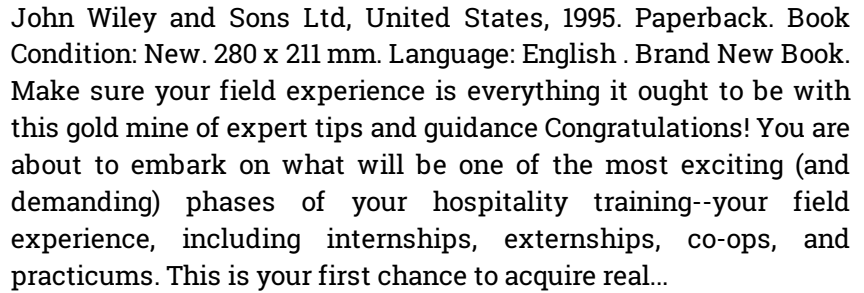 John Wiley and Sons Ltd, United States, 1995. Paperback. Book
Condition: New. 280 x 211 mm. Language: English . Brand New Book.
Make sure your field experience is everything it ought to be with
this gold mine of expert tips and guidance Congratulations! You are
about to embark on what will be one of the most exciting (and
demanding) phases of your hospitality training--your field
experience, including internships, externships, co-ops, and
practicums. This is your first chance to acquire real...